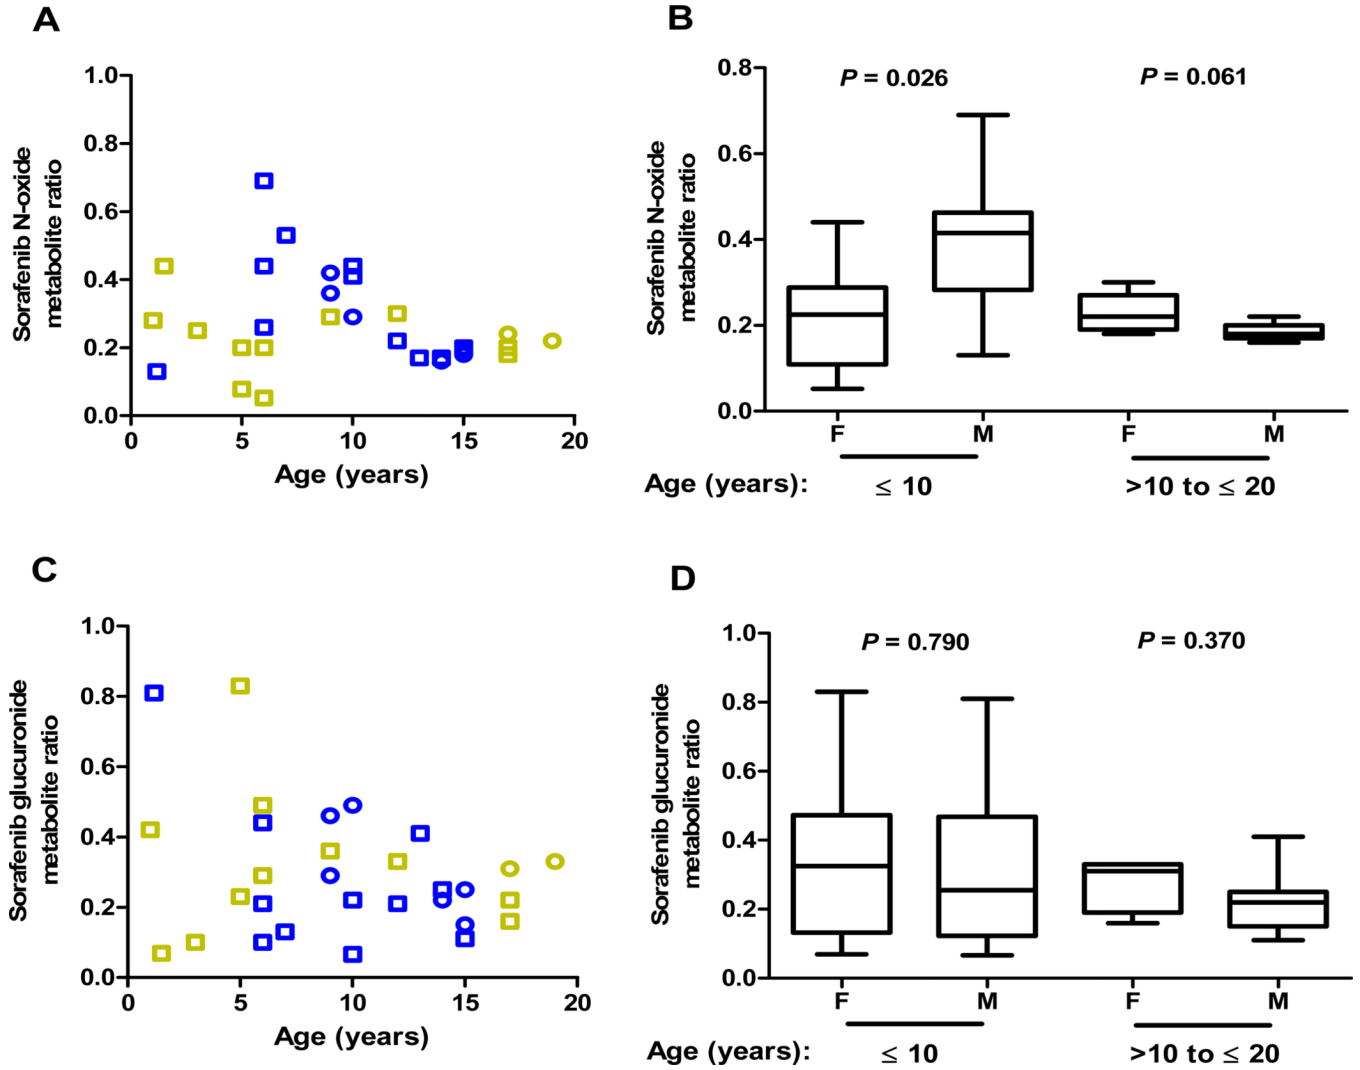 A
Sorafenib N-oxide
metabolite ratio
1.0
0.8
0.6
0.4
0.2
0.0
0 5 10 15 20
Age (years)
B
Sorafenib N-oxide
metabolite ratio
0.8
0.6
0.4
0.2
0.0
P = 0.026 P = 0.061
F M F M
Age (years): ≤ 10 >10 to ≤ 20
C
Sorafenib glucuronide
metabolite ratio
1.0
0.8
0.6
0.4
0.2
0.0
0 5 10 15 20
Age (years)
D
Sorafenib glucuronide
metabolite ratio
1.0
0.8
0.6
0.4
0.2
0.0
P = 0.790 P = 0.370
F M F M
Age (years): ≤ 10 >10 to ≤ 20